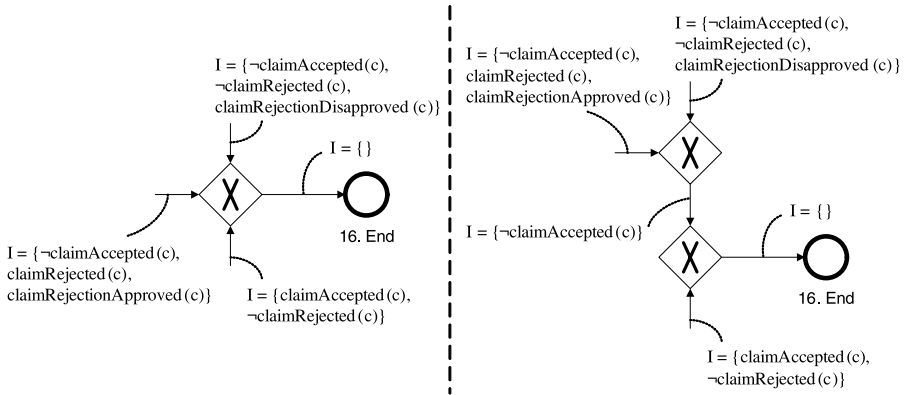 I = {¬claimAccepted(c),
¬claimRejected(c),
claimRejectionDisapproved(c)}
I = {}
X
16. End
I = {¬claimAccepted(c),
claimRejected(c),
claimRejectionApproved(c)}
I = {claimAccepted(c),
¬claimRejected(c)}
I = {¬claimAccepted(c),
¬claimRejected(c),
claimRejectionDisapproved(c)}
I = {¬claimAccepted(c),
claimRejected(c),
claimRejectionApproved(c)}
X
I = {¬claimAccepted(c)}
I = {}
X
16. End
I = {claimAccepted(c),
¬claimRejected(c)}